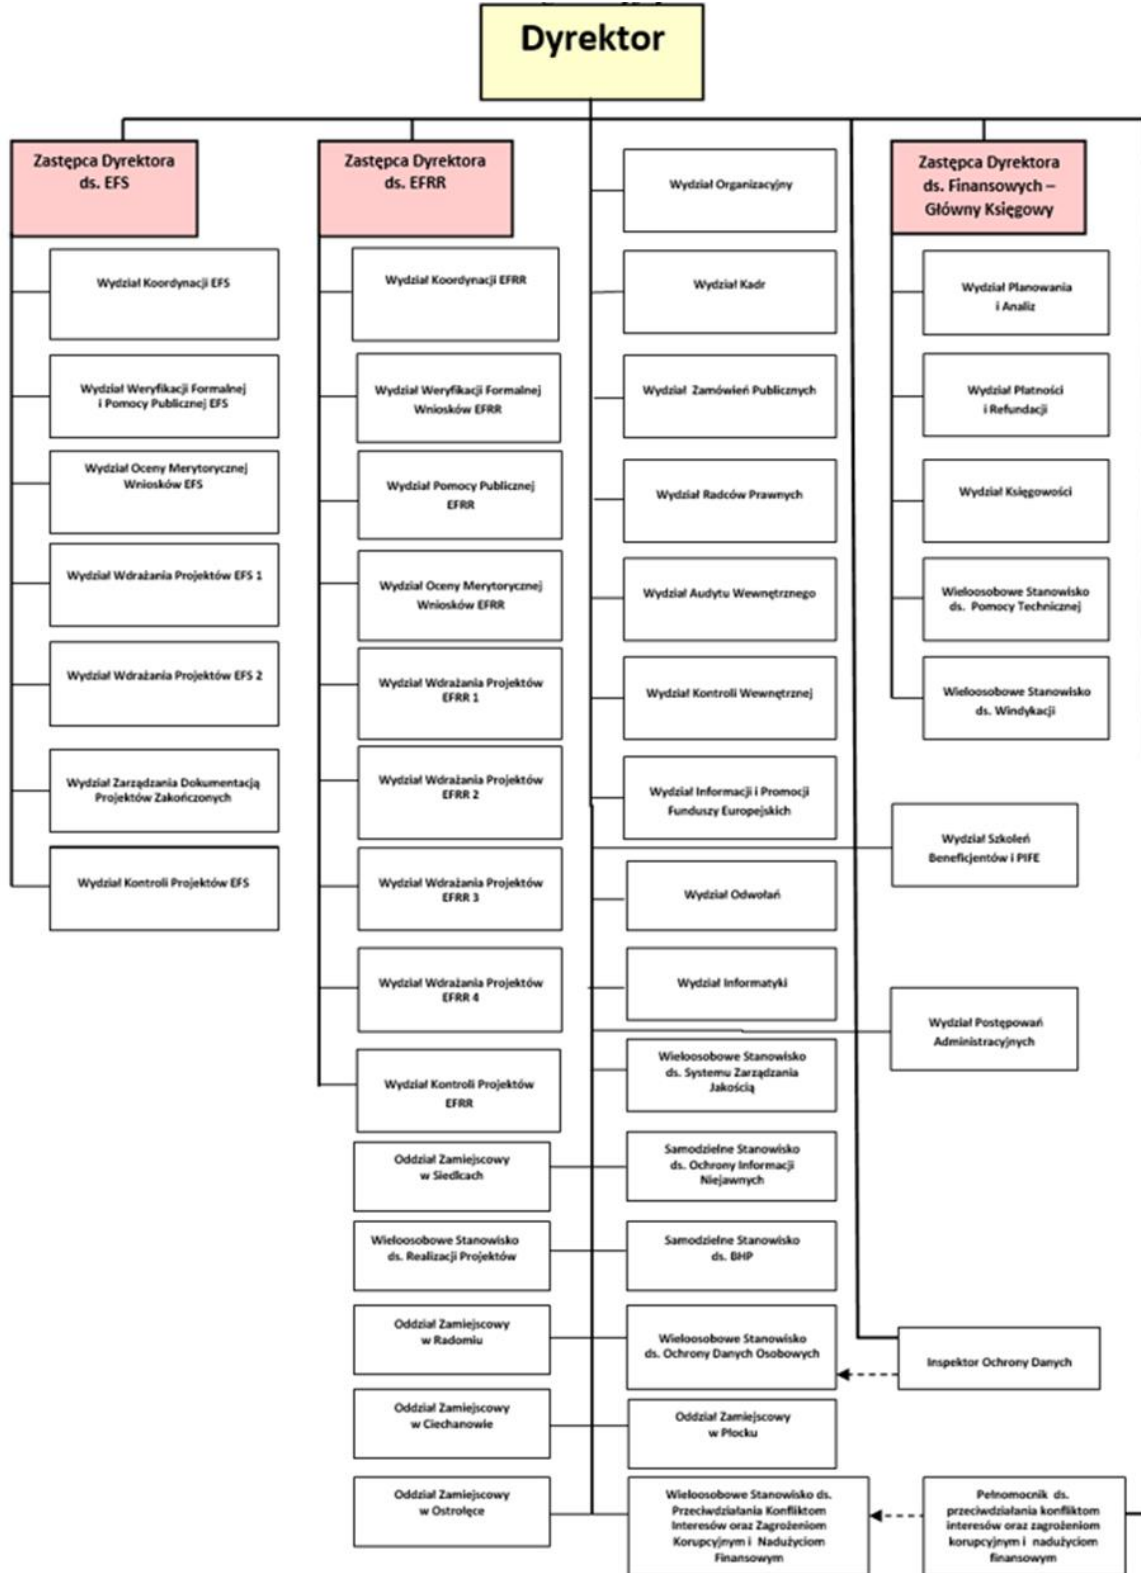 Dyrektor
Zastępca Dyrektora
ds. EFS
Wydział Koordynacji EFS
Wydział Weryfikacji Formalnej
i Pomocy Publicznej EFS
Wydział Oceny Merytorycznej
Wniosków EFS
Wydział Wdrażania Projektów EFS 1
Wydział Wdrażania Projektów EFS 2
Wydział Zarządzania Dokumentacją
Projektów Zakończonych
Wydział Kontroli Projektów EFS
Zastępca Dyrektora
ds. EFRR
Wydział Koordynacji EFRR
Wydział Weryfikacji Formalnej
Wniosków EFRR
Wydział Pomocy Publicznej
EFRR
Wydział Oceny Merytorycznej
Wniosków EFRR
Wydział Wdrażania Projektów
EFRR 1
Wydział Wdrażania Projektów
EFRR 2
Wydział Wdrażania Projektów
EFRR 3
Wydział Wdrażania Projektów
EFRR 4
Wydział Kontroli Projektów
EFRR
Oddział Zamiejscowy
w Siedlcach
Wieloosobowe Stanowisko
ds. Realizacji Projektów
Oddział Zamiejscowy
w Radomiu
Oddział Zamiejscowy
w Ciechanowie
Oddział Zamiejscowy
w Ostrołęce
Wydział Organizacyjny
Wydział Kadr
Wydział Zamówień Publicznych
Wydział Radców Prawnych
Wydział Audytu Wewnętrznego
Wydział Kontroli Wewnętrznej
Wydział Informacji i Promocji
Funduszy Europejskich
Wydział Odwołań
Wydział Informatyki
Wieloosobowe Stanowisko
ds. Systemu Zarządzania
Jakością
Samodzielne Stanowisko
ds. Ochrony Informacji
Niejawnych
Samodzielne Stanowisko
ds. BHP
Wieloosobowe Stanowisko
ds. Ochrony Danych Osobowych
Oddział Zamiejscowy
w Płocku
Wieloosobowe Stanowisko ds.
Przeciwdziałania Konfliktom
Interesów oraz Zagrożeniom
Korupcyjnym i Nadużyciom
Finansowym
Zastępca Dyrektora
ds. Finansowych –
Główny Księgowy
Wydział Planowania
i Analiz
Wydział Płatności
i Refundacji
Wydział Księgowości
Wieloosobowe Stanowisko
ds. Pomocy Technicznej
Wieloosobowe Stanowisko
ds. Windykacji
Wydział Szkoleń
Beneficjentów i PIFE
Wydział Postępowań
Administracyjnych
Inspektor Ochrony Danych
Pełnomocnik ds.
przeciwdziałania konfliktom
interesów oraz zagrożeniom
korupcyjnym i nadużyciom
finansowym